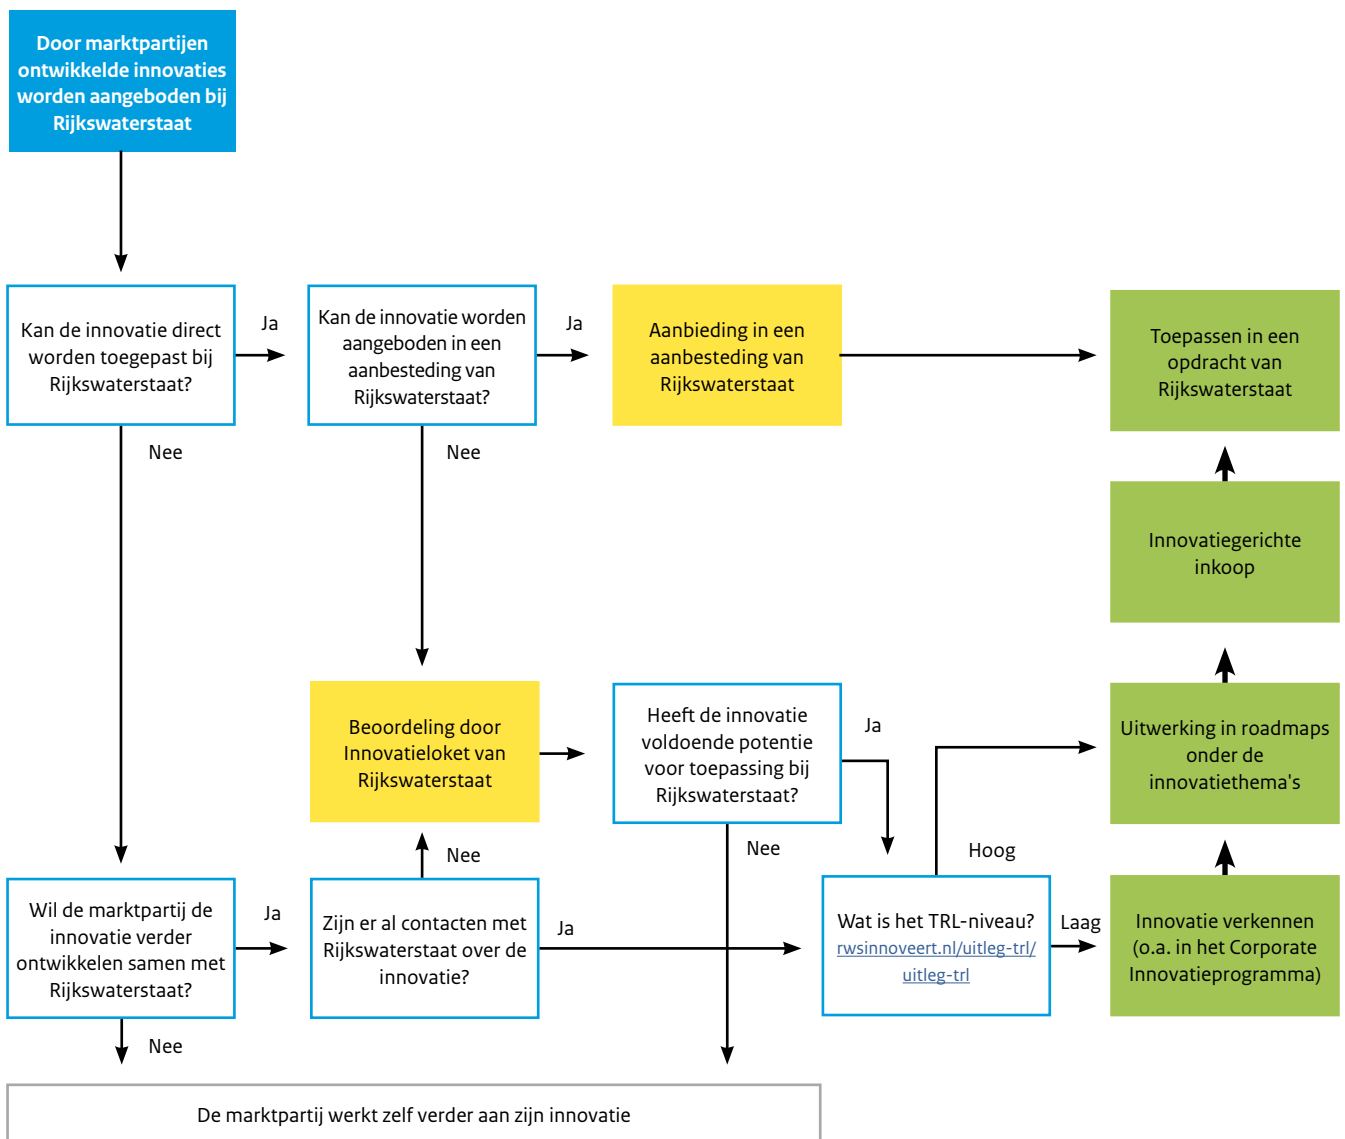 Door marktpartijen
ontwikkelde innovaties
worden aangeboden bij
Rijkswaterstaat
Kan de innovatie direct
worden toegepast bij
Rijkswaterstaat?
Ja
Nee
Kan de innovatie worden
aangeboden in een
aanbesteding van
Rijkswaterstaat?
Ja
Nee
Aanbieding in een
aanbesteding van
Rijkswaterstaat
Toepassen in een
opdracht van
Rijkswaterstaat
Innovatiegerichte
inkoop
Beoordeling door
Innovatieloket van
Rijkswaterstaat
Heeft de innovatie
voldoende potentie
voor toepassing bij
Rijkswaterstaat?
Ja
Nee
Uitwerking in roadmaps
onder de
innovatiethema's
Wil de marktpartij de
innovatie verder
ontwikkelen samen met
Rijkswaterstaat?
Ja
Nee
Zijn er al contacten met
Rijkswaterstaat over de
innovatie?
Nee
Ja
Wat is het TRL-niveau?
rwsinnoveert.nl/uitleg-trl/
uitleg-trl
Hoog
Laag
Innovatie verkennen
(o.a. in het Corporate
Innovatieprogramma)
De marktpartij werkt zelf verder aan zijn innovatie